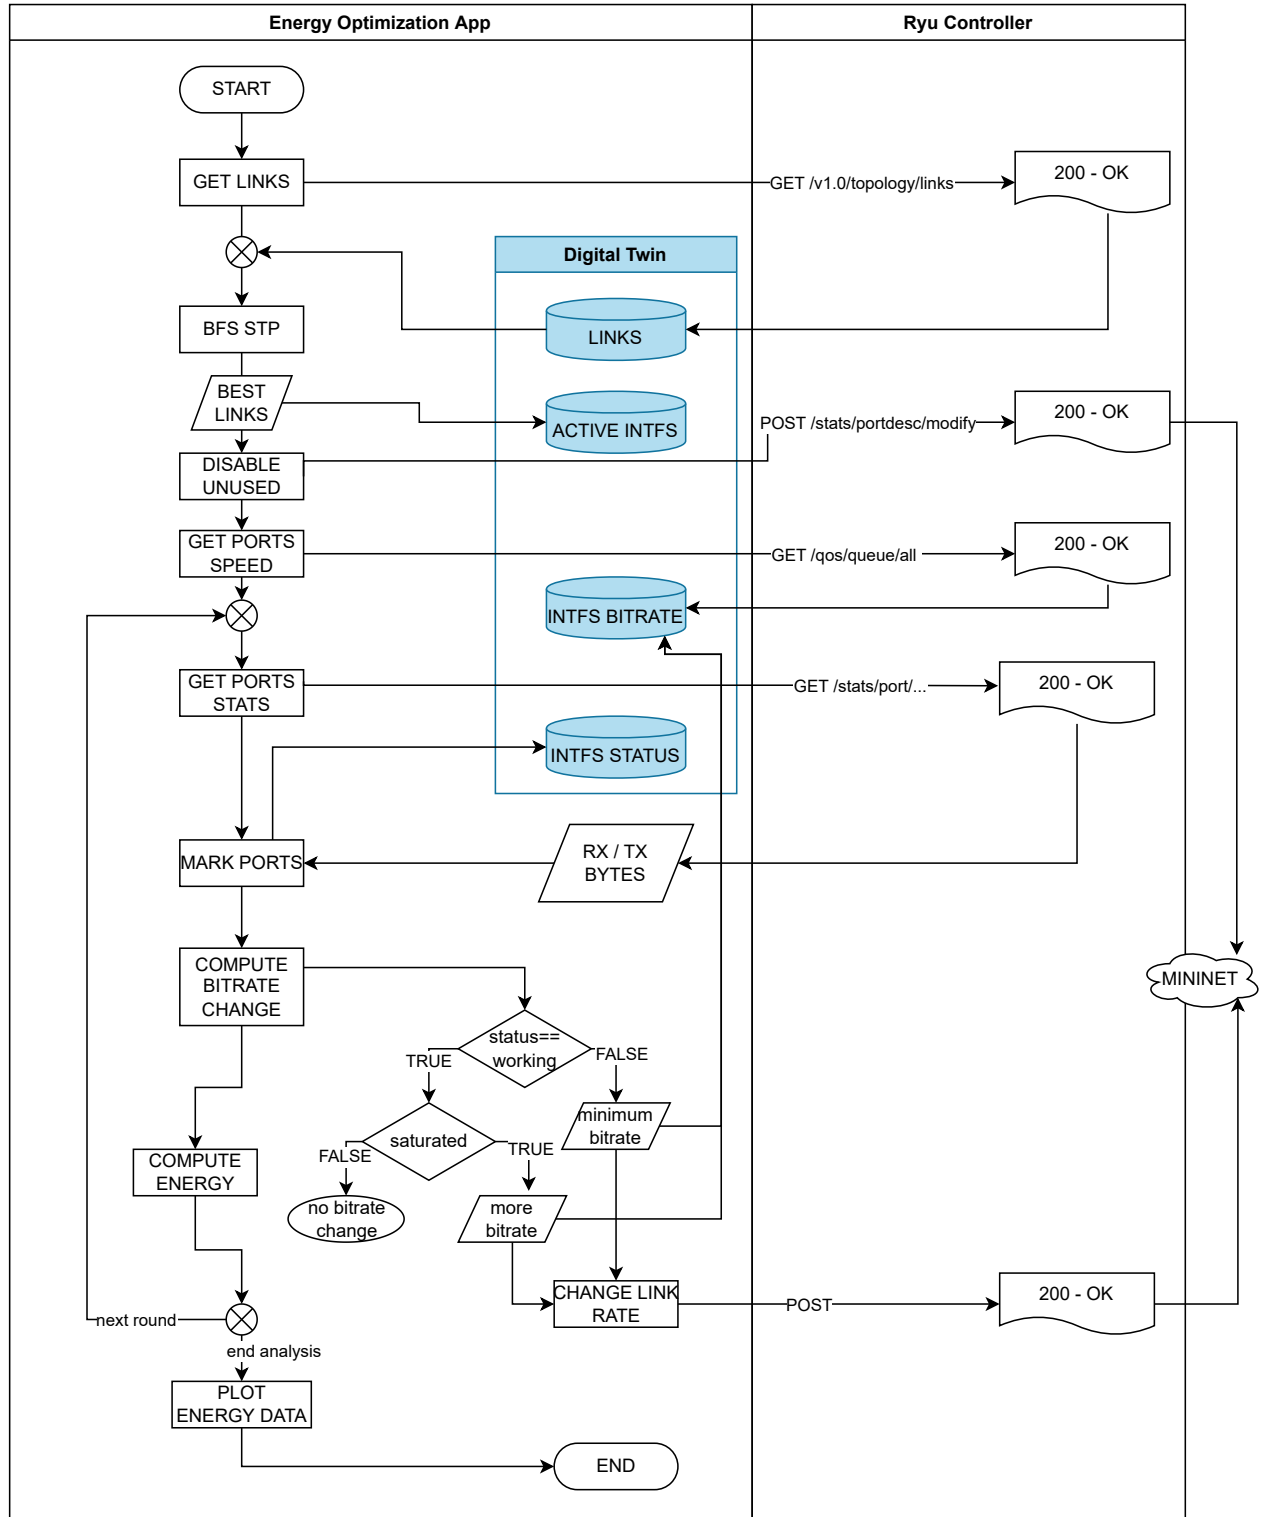 Energy Optimization App
Ryu Controller
START
GET LINKS
GET /v1.0/topology/links
200 - OK
Digital Twin
BFS STP
LINKS
BEST
LINKS
ACTIVE INTFS
POST /stats/portdesc/modify
200 - OK
DISABLE
UNUSED
GET PORTS
SPEED
GET /qos/queue/all
200 - OK
INTFS BITRATE
GET PORTS
STATS
GET /stats/port/...
200 - OK
INTFS STATUS
MARK PORTS
RX / TX
BYTES
COMPUTE
BITRATE
CHANGE
MININET
status==
working
TRUE
FALSE
minimum
bitrate
saturated
FALSE
TRUE
COMPUTE
ENERGY
no bitrate
change
more
bitrate
CHANGE LINK
RATE
POST
200 - OK
next round
end analysis
PLOT
ENERGY DATA
END